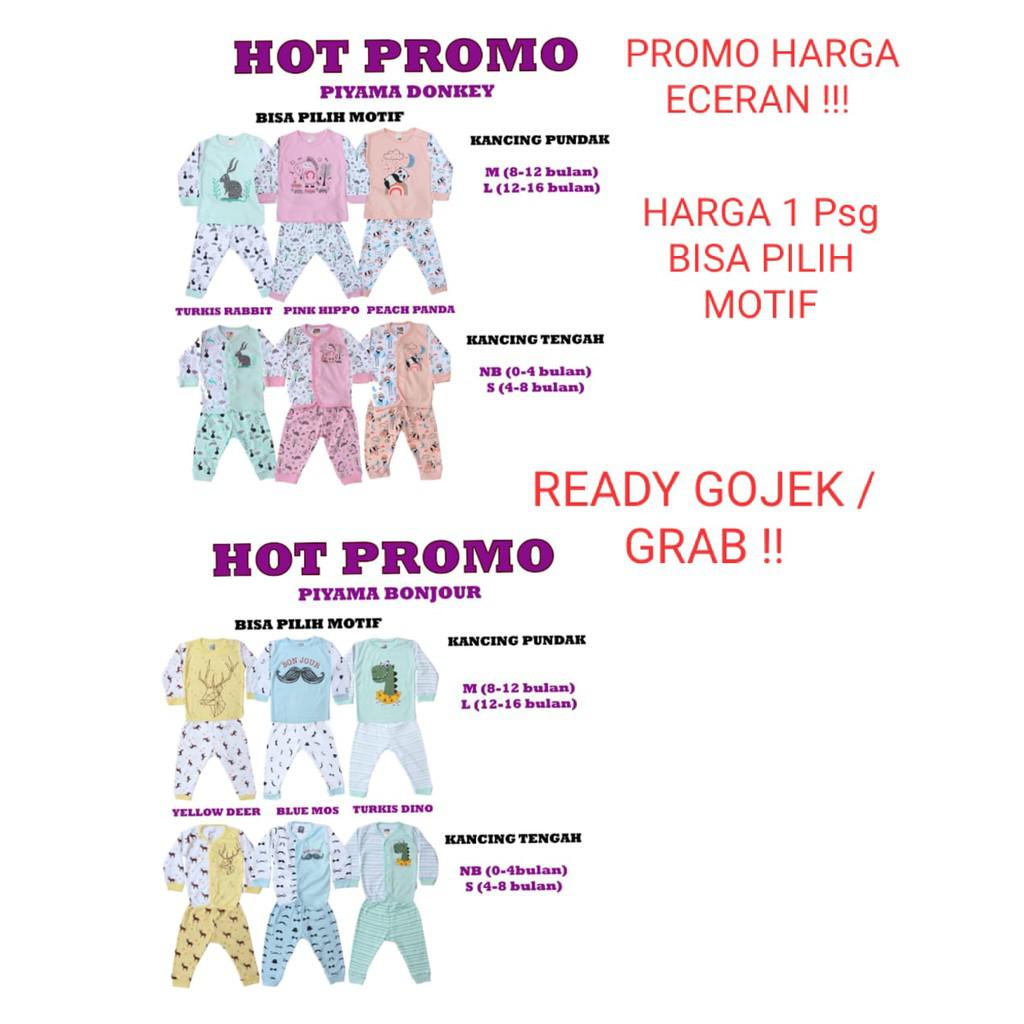 HOT PROMO
PIYAMA DONKEY
BISA PILIH MOTIF
KANCING PUNDAK
M (8-12 bulan)
L (12-16 bulan)
TURKIS RABBIT PINK HIPPO PEACH PANDA
KANCING TENGAH
NB (0-4 bulan)
S (4-8 bulan)
PROMO HARGA
ECERAN !!!
HARGA 1 Psg
BISA PILIH
MOTIF
READY GOJEK /
GRAB !!
HOT PROMO
PIYAMA BONJOUR
BISA PILIH MOTIF
KANCING PUNDAK
BON JOUR
M (8-12 bulan)
L (12-16 bulan)
YELLOW DEER BLUE MOS TURKIS DINO
KANCING TENGAH
NB (0-4bulan)
S (4-8 bulan)